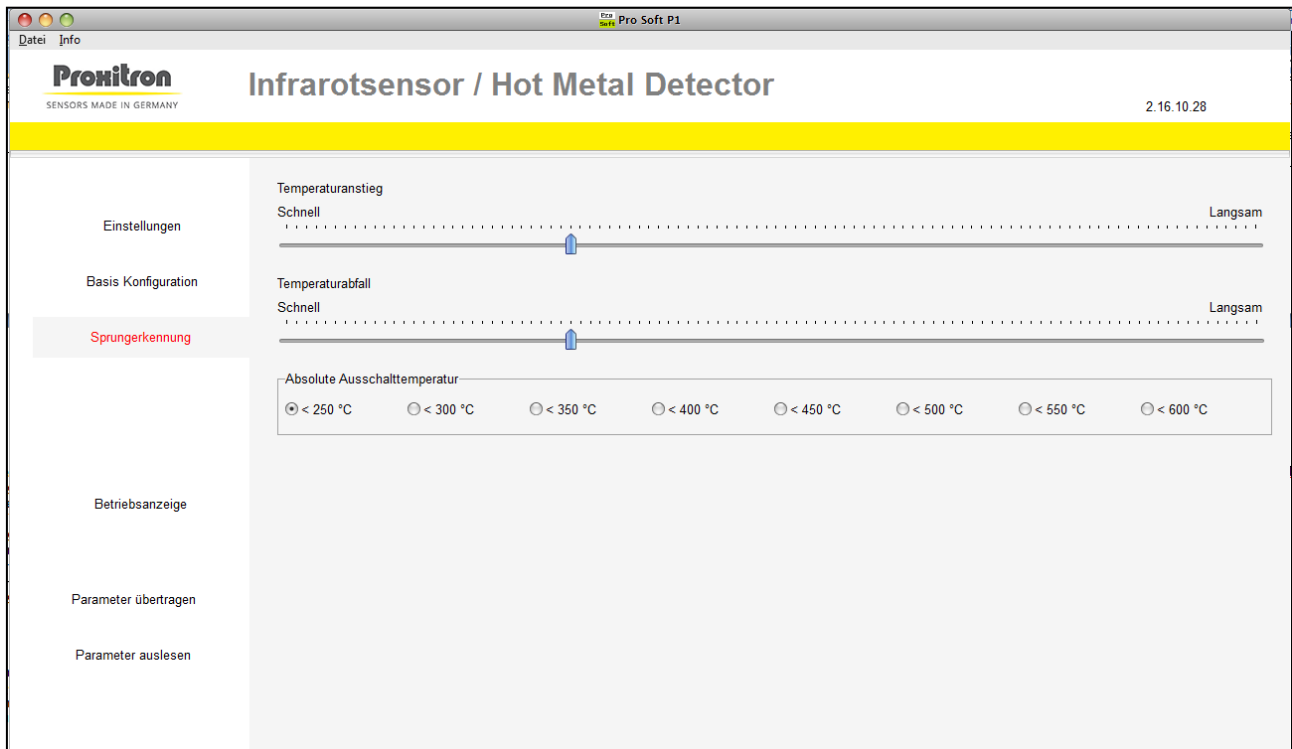 Pro Soft Pro Soft P1
Datei Info
Proxitron
SENSORS MADE IN GERMANY
Infrarotsensor / Hot Metal Detector
2.16.10.28
Temperaturanstieg
Schnell Langsam
Einstellungen
Basis Konfiguration
Temperaturabfall
Schnell Langsam
Sprungerkennung
Absolute Ausschalttemperatur
< 250 °C < 300 °C < 350 °C < 400 °C < 450 °C < 500 °C < 550 °C < 600 °C
Betriebsanzeige
Parameter übertragen
Parameter auslesen